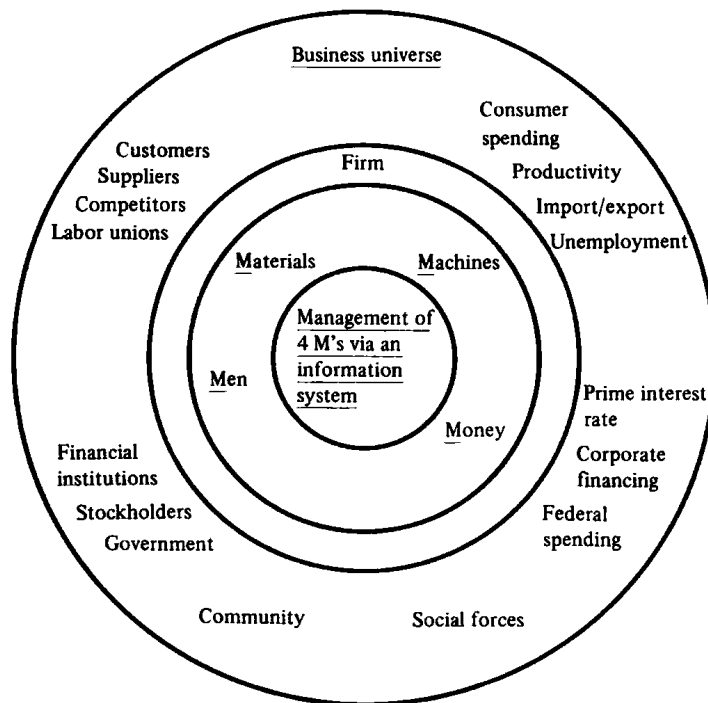 Business universe
Consumer
spending
Productivity
Import/export
Unemployment
Customers
Suppliers
Competitors
Labor unions
Firm
Materials
Machines
Management of
4 M's via an
information
system
Men
Money
Prime interest
rate
Corporate
financing
Federal
spending
Financial
institutions
Stockholders
Government
Community
Social forces